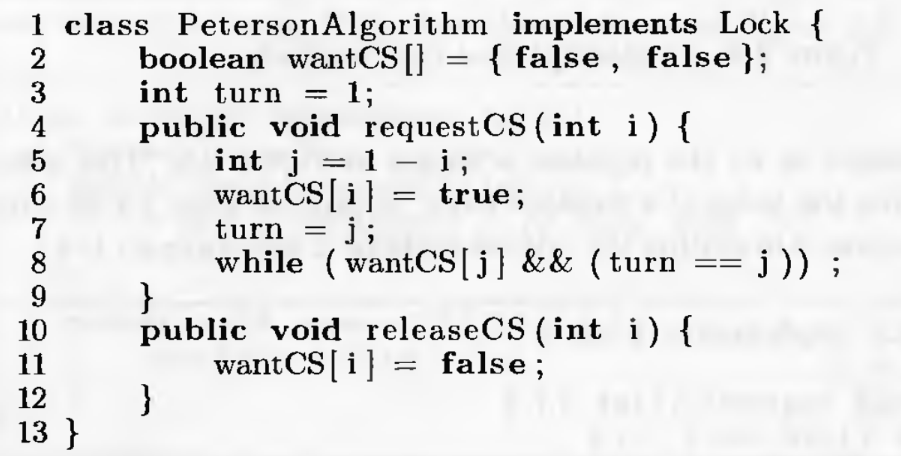 1 class PetersonAlgorithm implements Lock {
2 boolean wantCS[] = {false, false};
3 int turn = 1;
4 public void requestCS(int i) {
5 int j = 1 - i;
6 wantCS[i] = true;
7 turn = j;
8 while (wantCS[j] && (turn == j)) ;
9 }
10 public void releaseCS(int i) {
11 wantCS[i] = false;
12 }
13 }